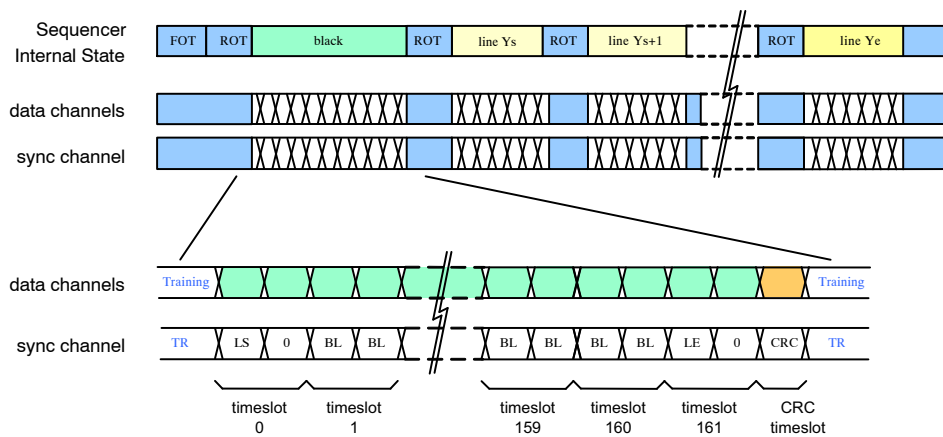 Sequencer
Internal State
FOT ROT black ROT line Ys ROT line Ys+1 ROT line Ye
data channels
sync channel
data channels Training Training
sync channel TR LS 0 BL BL BL BL BL BL LE 0 CRC TR
timeslot timeslot timeslot timeslot timeslot CRC
0 1 159 160 161 timeslot